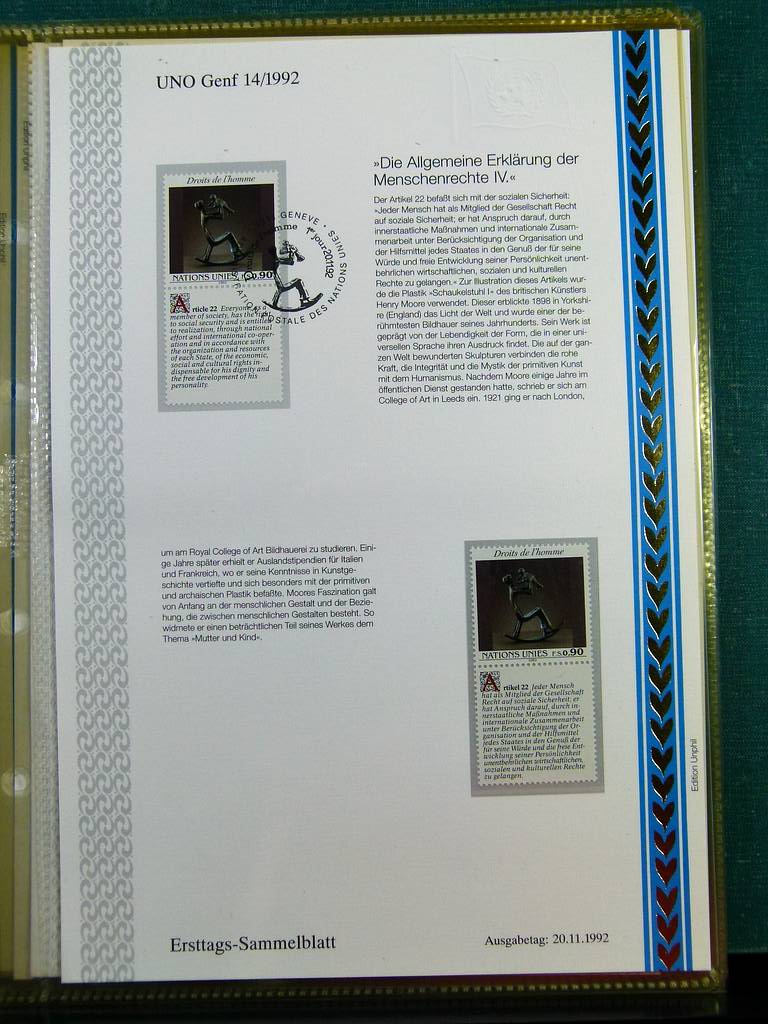 UNO Genf 14/1992
»Die Allgemeine Erklärung der
Menschenrechte IV.«
Der Artikel 22 befaßt sich mit der sozialen Sicherheit:
»Jeder Mensch hat als Mitglied der Gesellschaft Recht
auf soziale Sicherheit; er hat Anspruch darauf, durch
innerstaatliche Maßnahmen und internationale Zusam-
menarbeit unter Berücksichtigung der Organisation und
der Hilfsmittel jedes Staates in den Genuß der für seine
Würde und freie Entwicklung seiner Persönlichkeit unent-
behrlichen wirtschaftlichen, sozialen und kulturellen
Rechte zu gelangen.« Zur Illustration dieses Artikels wur-
de die Plastik »Schaukelstuhl I« des britischen Künstlers
Henry Moore verwendet. Dieser erblickte 1898 in Yorkshi-
re (England) das Licht der Welt und wurde einer der be-
rühmtesten Bildhauer seines Jahrhunderts. Sein Werk ist
geprägt von der Lebendigkeit der Form, die in einer uni-
versellen Sprache ihren Ausdruck findet. Die auf der gan-
zen Welt bewunderten Skulpturen verbinden die rohe
Kraft, die Integrität und die Mystik der primitiven Kunst
mit dem Humanismus. Nachdem Moore einige Jahre im
öffentlichen Dienst gestanden hatte, schrieb er sich am
College of Art in Leeds ein. 1921 ging er nach London,
Droits de l'homme
NATIONS UNIES F.S.0.90
Article 22 Everyone, as a
member of society, has the right
to social security and is entitled
to realization, through national
effort and international co-oper-
ation and in accordance with
the organization and resources
of each State, of the economic,
social and cultural rights in-
dispensable for his dignity and
the free development of his
personality.
GENEVE
1er jour 20.11.92
POSTALE DES NATIONS UNIES
um am Royal College of Art Bildhauerei zu studieren. Eini-
ge Jahre später erhielt er Auslandstipendien für Italien
und Frankreich, wo er seine Kenntnisse in Kunstge-
schichte vertiefte und sich besonders mit der primitiven
und archaischen Plastik befaßte. Moores Faszination galt
von Anfang an der menschlichen Gestalt und der Bezie-
hung, die zwischen menschlichen Gestalten besteht. So
widmete er einen beträchtlichen Teil seines Werkes dem
Thema »Mutter und Kind«.
Droits de l'homme
NATIONS UNIES F.S.0.90
Artikel 22 Jeder Mensch
hat als Mitglied der Gesellschaft
Recht auf soziale Sicherheit; er
hat Anspruch darauf, durch in-
nerstaatliche Maßnahmen und
internationale Zusammenarbeit
unter Berücksichtigung der Or-
ganisation und der Hilfsmittel
jedes Staates in den Genuß der
für seine Würde und die freie Ent-
wicklung seiner Persönlichkeit
unentbehrlichen wirtschaftlichen,
sozialen und kulturellen Rechte
zu gelangen.
Edition Unphil
Ersttags-Sammelblatt
Ausgabetag: 20.11.1992